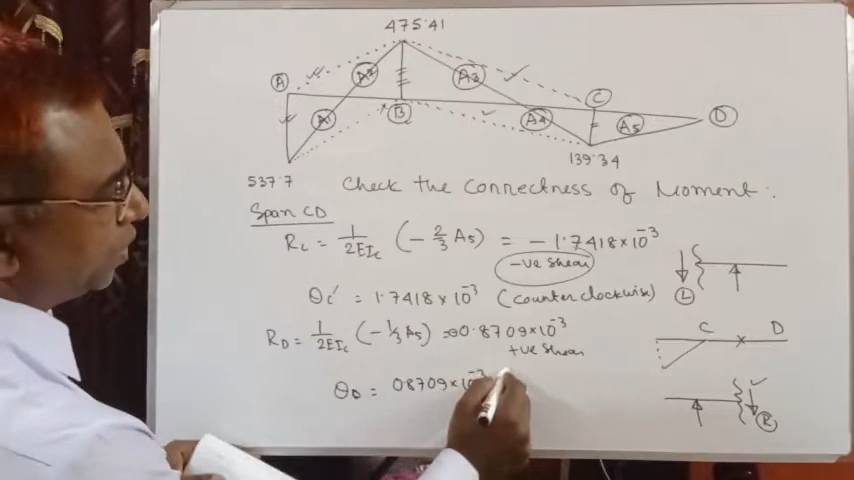 475.41
A A2 A3 C
A1 B A4 A5 D
537.7 139.34
Check the Connectness of Moment:
Span CD
RL = 1/2EIc (-2/3 A5) = -1.7418×10^-3
-ve shear
θc' = 1.7418×10^-3 (counterclockwise) L
RD = 1/2EIc (-1/3 A5) = 0.8709×10^-3
C D
+ve shear
θD = 0.8709×10^-3
R